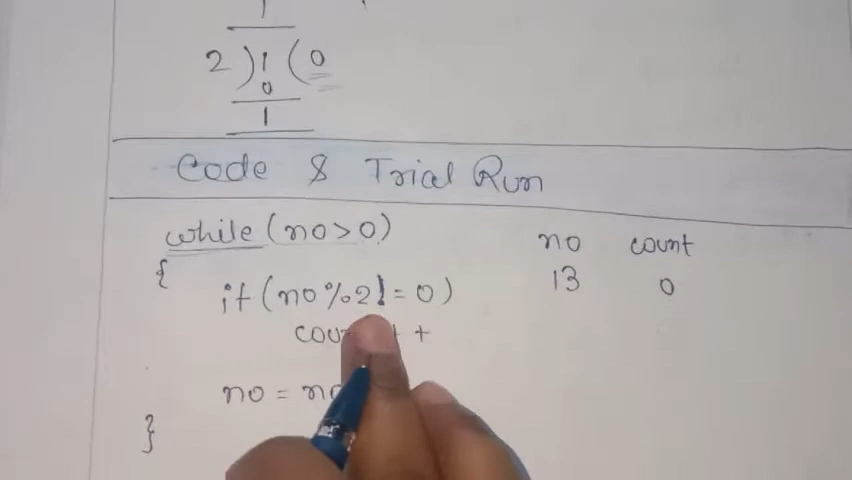 1
2 ) 1 ( 0
0
1
Code & Trial Run
while (no>0)
no count
{
13 0
if (no%2!=0)
+
no =
}